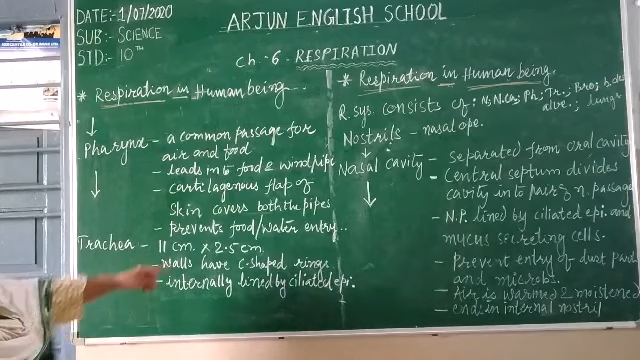 DATE:-1/07/2020
SUB:- SCIENCE
STD:- 10TH
ARJUN ENGLISH SCHOOL
Ch-6. RESPIRATION
* Respiration in Human being...
Pharynx - a common passage for
air and food
- leads into food & windpipe
- cartilagenous flap of
skin covers both the pipes
- prevents food/water entry...
Trachea - 11 cm. x 2.5 cm.
- walls have C-shaped rings
- internally lined by ciliated epi.
* Respiration in Human being.
R. sys. consists of: N; N.Ca; Ph; Tr.; Bro; b.
alve.; lungs
Nostrils - nasal ope.
Nasal cavity - separated from oral cavity
- Central septum divides
cavity into pair of n. passage
- N.P. lined by ciliated epi. and
mucus secreting cells.
- Prevent entry of dust part
and microbs.
- Air is warmed & moistened
- ends in internal nostril